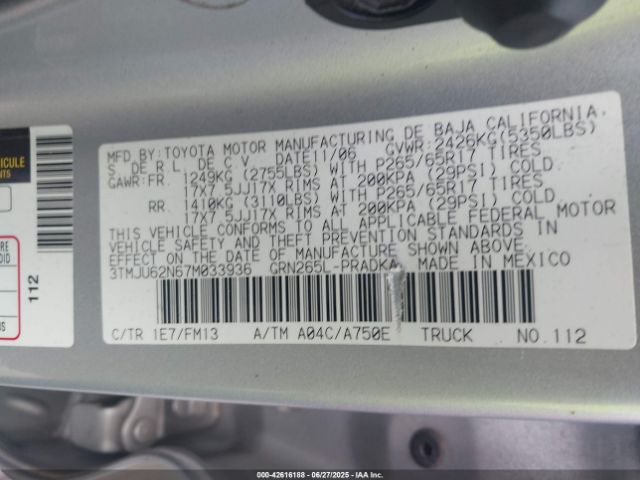 MFD.BY:TOYOTA MOTOR MANUFACTURING DE BAJA CALIFORNIA,
S. DE R.L. DE C.V. DATE11/06 GVWR:2426KG(5350LBS)
GAWR:FR. 1249KG (2755LBS) WITH P265/65R17 TIRES
17X7.5JJ17X RIMS AT 200KPA (29PSI) COLD
RR. 1410KG (3110LBS) WITH P265/65R17 TIRES
17X7.5JJ17X RIMS AT 200KPA (29PSI) COLD
THIS VEHICLE CONFORMS TO ALL APPLICABLE FEDERAL MOTOR
VEHICLE SAFETY AND THEFT PREVENTION STANDARDS IN
EFFECT ON THE DATE OF MANUFACTURE SHOWN ABOVE.
3TMJU62N67M033936 GRN265L-PRADKA MADE IN MEXICO
C/TR 1E7/FM13 A/TM A04C/A750E TRUCK NO.112
112
000-42616188 - 06/27/2025 - IAA Inc.